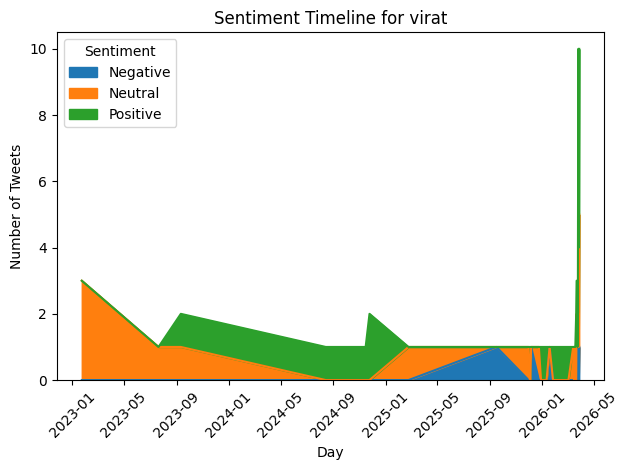 Sentiment Timeline for virat
Sentiment
Negative
Neutral
Positive
Number of Tweets
10
8
6
4
2
0
2023-01
2023-05
2023-09
2024-01
2024-05
2024-09
2025-01
2025-05
2025-09
2026-01
2026-05
Day